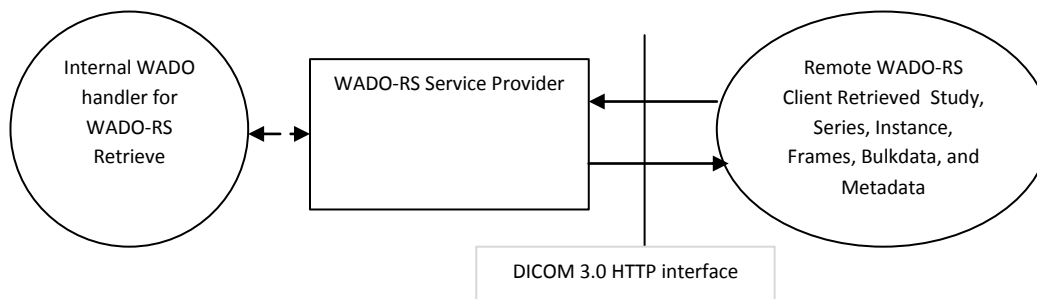 Internal WADO
handler for
WADO-RS
Retrieve
WADO-RS Service Provider
Remote WADO-RS
Client Retrieved Study,
Series, Instance,
Frames, Bulkdata, and
Metadata
DICOM 3.0 HTTP interface